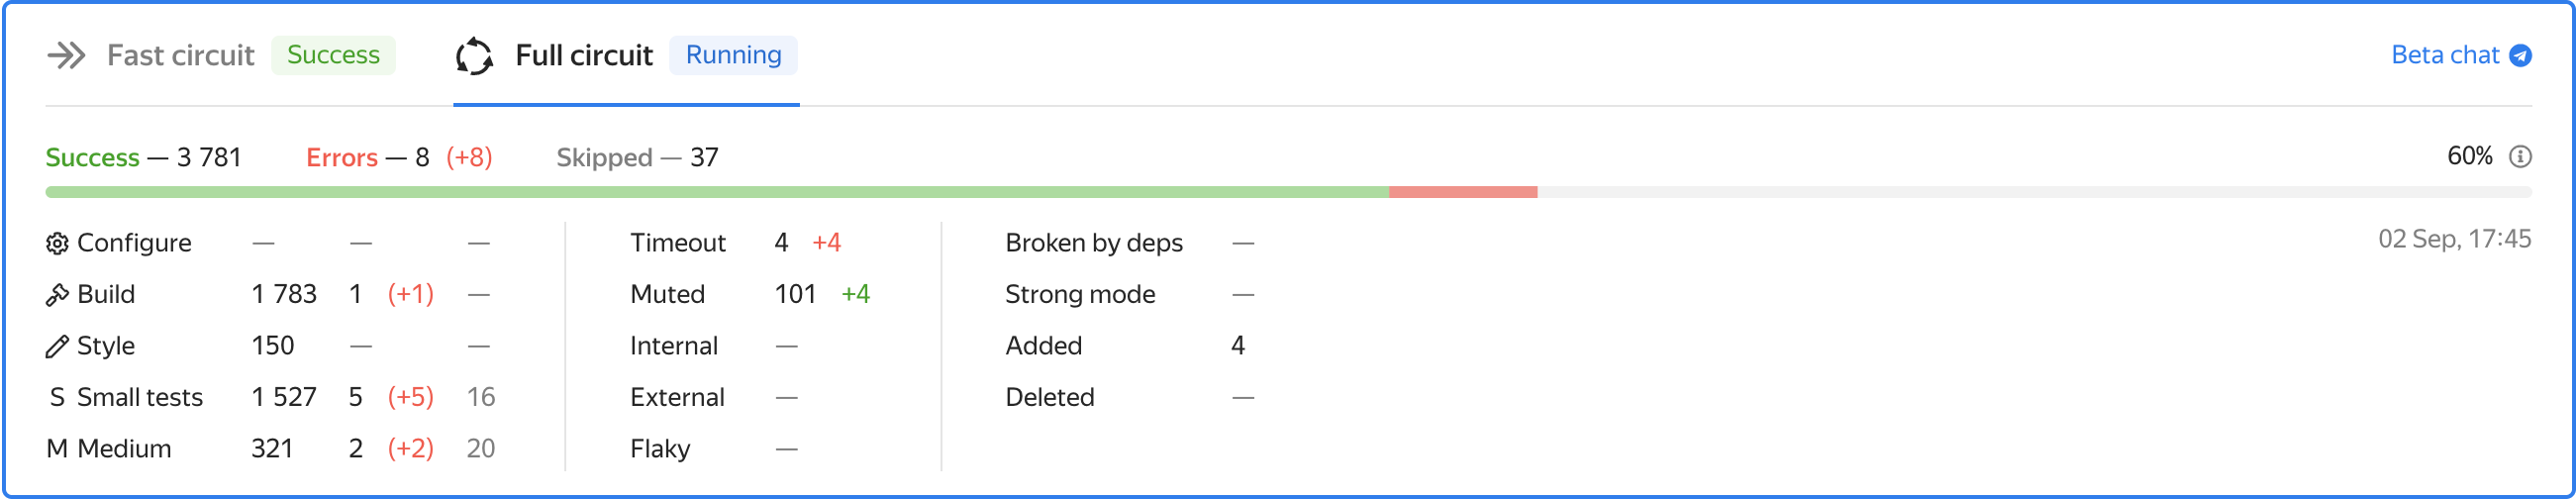 Fast circuit Success Full circuit Running Beta chat
Success — 3 781 Errors — 8 (+8) Skipped — 37 60%
Configure — — — Timeout 4 +4 Broken by deps — 02 Sep, 17:45
Build 1 783 1 (+1) — Muted 101 +4 Strong mode —
Style 150 — — Internal — Added 4
S Small tests 1 527 5 (+5) 16 External — Deleted —
M Medium 321 2 (+2) 20 Flaky —